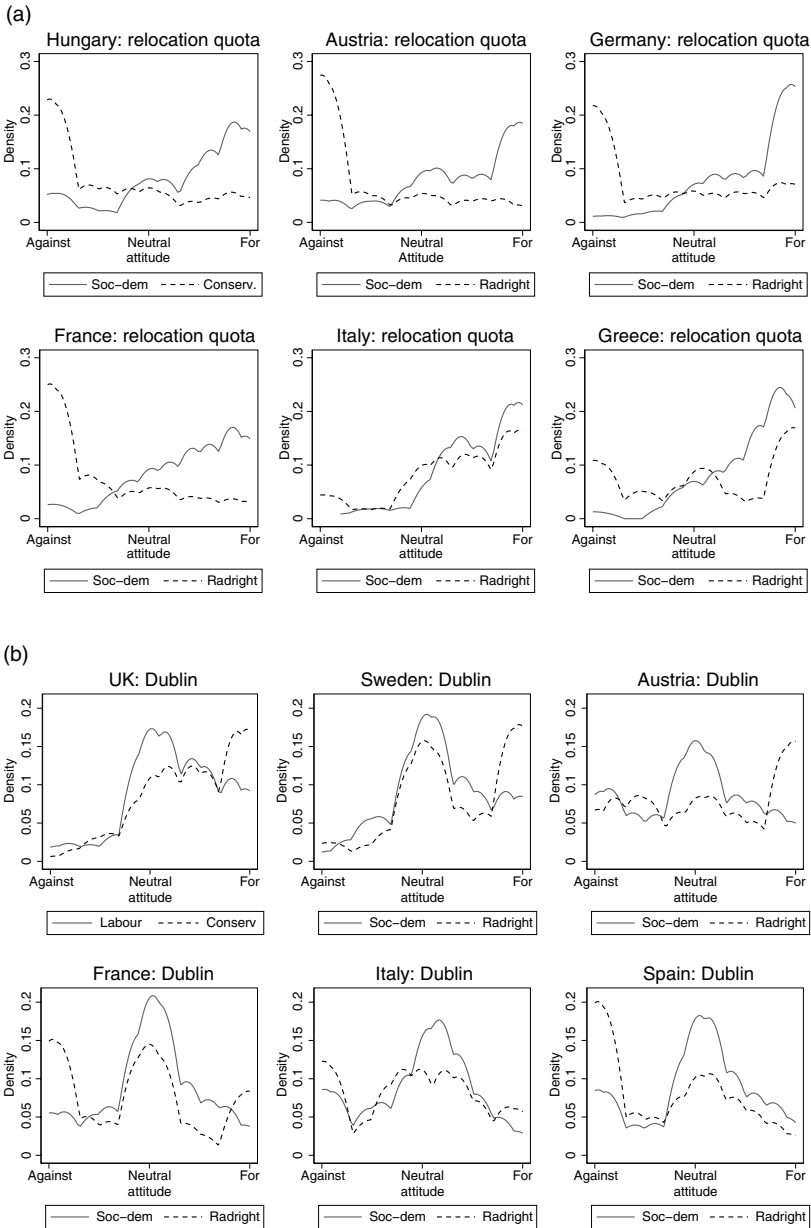 (a)
Hungary: relocation quota
Density
0 0.1 0.2 0.3
Against Neutral For
attitude
Soc-dem Conserv.
Austria: relocation quota
Density
0 0.1 0.2 0.3
Against Neutral For
attitude
Soc-dem Radright
Germany: relocation quota
Density
0 0.1 0.2 0.3
Against Neutral For
attitude
Soc-dem Radright
France: relocation quota
Density
0 0.1 0.2 0.3
Against Neutral For
attitude
Soc-dem Radright
Italy: relocation quota
Density
0 0.1 0.2 0.3
Against Neutral For
attitude
Soc-dem Radright
Greece: relocation quota
Density
0 0.1 0.2 0.3
Against Neutral For
attitude
Soc-dem Radright
(b)
UK: Dublin
Density
0 0.05 0.1 0.15 0.2
Against Neutral For
attitude
Labour Conserv
Sweden: Dublin
Density
0 0.05 0.1 0.15 0.2
Against Neutral For
attitude
Soc-dem Radright
Austria: Dublin
Density
0 0.05 0.1 0.15 0.2
Against Neutral For
attitude
Soc-dem Radright
France: Dublin
Density
0 0.05 0.1 0.15 0.2
Against Neutral For
attitude
Soc-dem Radright
Italy: Dublin
Density
0 0.05 0.1 0.15 0.2
Against Neutral For
attitude
Soc-dem Radright
Spain: Dublin
Density
0 0.05 0.1 0.15 0.2
Against Neutral For
attitude
Soc-dem Radright